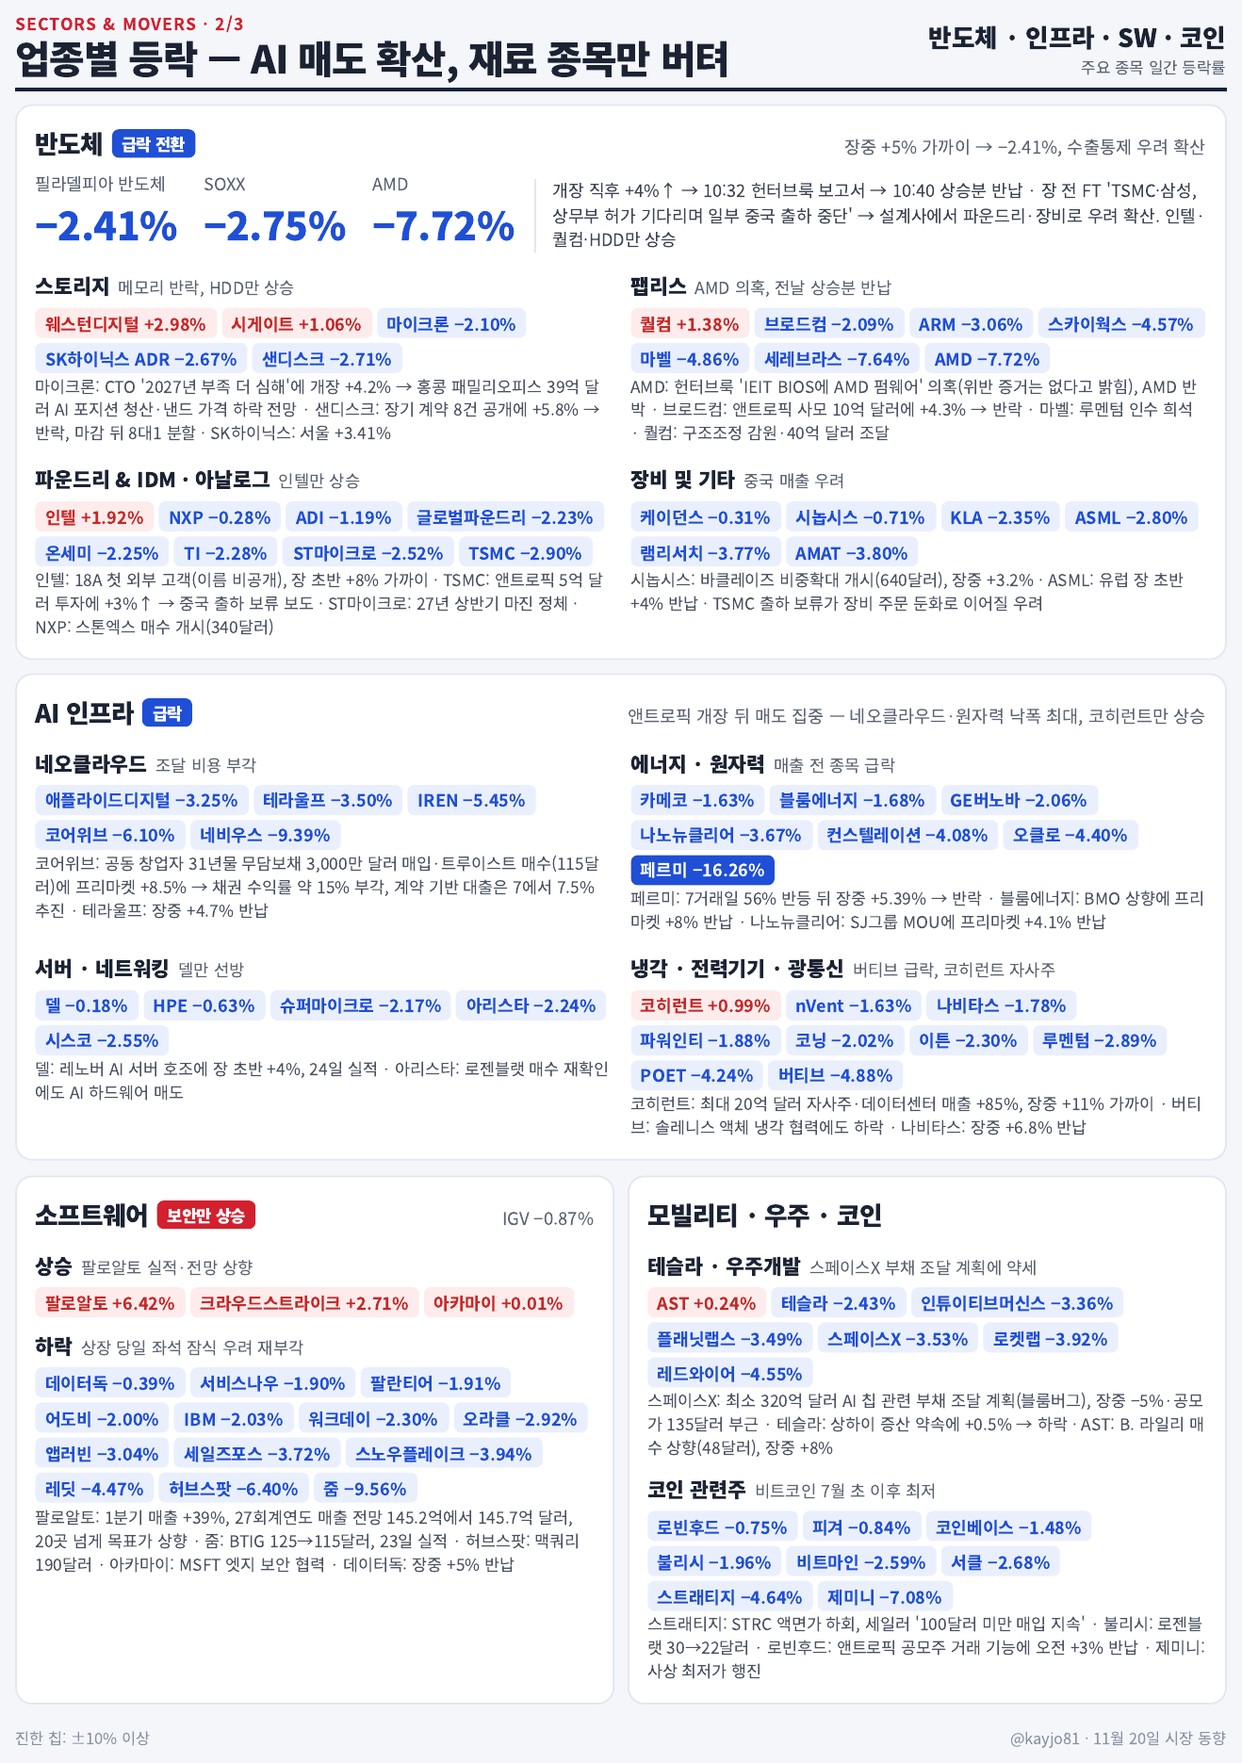 SECTORS & MOVERS · 2/3
업종별 등락 — AI 매도 확산, 재료 종목만 버텨
반도체 · 인프라 · SW · 코인
주요 종목 일간 등락률
반도체 급락 전환
장중 +5% 가까이 → −2.41%, 수출통제 우려 확산
필라델피아 반도체 SOXX AMD
−2.41% −2.75% −7.72%
개장 직후 +4%↑ → 10:32 헌터브룩 보고서 → 10:40 상승분 반납 · 장 전 FT 'TSMC·삼성,
상무부 허가 기다리며 일부 중국 출하 중단' → 설계사에서 파운드리·장비로 우려 확산. 인텔·
퀄컴·HDD만 상승
스토리지 메모리 반락, HDD만 상승
웨스턴디지털 +2.98% 시게이트 +1.06% 마이크론 −2.10%
SK하이닉스 ADR −2.67% 샌디스크 −2.71%
마이크론: CTO '2027년 부족 더 심해'에 개장 +4.2% → 홍콩 패밀리오피스 39억 달
러 AI 포지션 청산·낸드 가격 하락 전망 · 샌디스크: 장기 계약 8건 공개에 +5.8% →
반락, 마감 뒤 8대1 분할 · SK하이닉스: 서울 +3.41%
팹리스 AMD 의혹, 전날 상승분 반납
퀄컴 +1.38% 브로드컴 −2.09% ARM −3.06% 스카이웍스 −4.57%
마벨 −4.86% 세레브라스 −7.64% AMD −7.72%
AMD: 헌터브룩 'IEIT BIOS에 AMD 펌웨어' 의혹(위반 증거는 없다고 밝힘), AMD 반
박 · 브로드컴: 앤트로픽 사모 10억 달러에 +4.3% → 반락 · 마벨: 루멘텀 인수 희석
· 퀄컴: 구조조정 감원·40억 달러 조달
파운드리 & IDM · 아날로그 인텔만 상승
인텔 +1.92% NXP −0.28% ADI −1.19% 글로벌파운드리 −2.23%
온세미 −2.25% TI −2.28% ST마이크로 −2.52% TSMC −2.90%
인텔: 18A 첫 외부 고객(이름 비공개), 장 초반 +8% 가까이 · TSMC: 앤트로픽 5억 달
러 투자에 +3%↑ → 중국 출하 보류 보도 · ST마이크로: 27년 상반기 마진 정체 ·
NXP: 스톤엑스 매수 개시(340달러)
장비 및 기타 중국 매출 우려
케이던스 −0.31% 시놉시스 −0.71% KLA −2.35% ASML −2.80%
램리서치 −3.77% AMAT −3.80%
시놉시스: 바클레이즈 비중확대 개시(640달러), 장중 +3.2% · ASML: 유럽 장 초반
+4% 반납 · TSMC 출하 보류가 장비 주문 둔화로 이어질 우려
AI 인프라 급락
앤트로픽 개장 뒤 매도 집중 — 네오클라우드·원자력 낙폭 최대, 코히런트만 상승
네오클라우드 조달 비용 부각
애플라이드디지털 −3.25% 테라울프 −3.50% IREN −5.45%
코어위브 −6.10% 네비우스 −9.39%
코어위브: 공동 창업자 31년물 무담보채 3,000만 달러 매입·트루이스트 매수(115달
러)에 프리마켓 +8.5% → 채권 수익률 약 15% 부각, 계약 기반 대출은 7에서 7.5%
추진 · 테라울프: 장중 +4.7% 반납
에너지 · 원자력 매출 전 종목 급락
카메코 −1.63% 블룸에너지 −1.68% GE버노바 −2.06%
나노뉴클리어 −3.67% 컨스텔레이션 −4.08% 오클로 −4.40%
페르미 −16.26%
페르미: 7거래일 56% 반등 뒤 장중 +5.39% → 반락 · 블룸에너지: BMO 상향에 프리
마켓 +8% 반납 · 나노뉴클리어: SJ그룹 MOU에 프리마켓 +4.1% 반납
서버 · 네트워킹 델만 선방
델 −0.18% HPE −0.63% 슈퍼마이크로 −2.17% 아리스타 −2.24%
시스코 −2.55%
델: 레노버 AI 서버 호조에 장 초반 +4%, 24일 실적 · 아리스타: 로젠블랫 매수 재확인
에도 AI 하드웨어 매도
냉각 · 전력기기 · 광통신 버티브 급락, 코히런트 자사주
코히런트 +0.99% nVent −1.63% 나비타스 −1.78%
파워인티 −1.88% 코닝 −2.02% 이튼 −2.30% 루멘텀 −2.89%
POET −4.24% 버티브 −4.88%
코히런트: 최대 20억 달러 자사주·데이터센터 매출 +85%, 장중 +11% 가까이 · 버티
브: 솔레니스 액체 냉각 협력에도 하락 · 나비타스: 장중 +6.8% 반납
소프트웨어 보안만 상승
IGV −0.87%
상승 팔로알토 실적·전망 상향
팔로알토 +6.42% 크라우드스트라이크 +2.71% 아카마이 +0.01%
하락 상장 당일 좌석 잠식 우려 재부각
데이터독 −0.39% 서비스나우 −1.90% 팔란티어 −1.91%
어도비 −2.00% IBM −2.03% 워크데이 −2.30% 오라클 −2.92%
앱러빈 −3.04% 세일즈포스 −3.72% 스노우플레이크 −3.94%
레딧 −4.47% 허브스팟 −6.40% 줌 −9.56%
팔로알토: 1분기 매출 +39%, 27회계연도 매출 전망 145.2억에서 145.7억 달러,
20곳 넘게 목표가 상향 · 줌: BTIG 125→115달러, 23일 실적 · 허브스팟: 맥쿼리
190달러 · 아카마이: MSFT 엣지 보안 협력 · 데이터독: 장중 +5% 반납
모빌리티 · 우주 · 코인
테슬라 · 우주개발 스페이스X 부채 조달 계획에 약세
AST +0.24% 테슬라 −2.43% 인튜이티브머신스 −3.36%
플래닛랩스 −3.49% 스페이스X −3.53% 로켓랩 −3.92%
레드와이어 −4.55%
스페이스X: 최소 320억 달러 AI 칩 관련 부채 조달 계획(블룸버그), 장중 −5%·공모
가 135달러 부근 · 테슬라: 상하이 증산 약속에 +0.5% → 하락 · AST: B. 라일리 매
수 상향(48달러), 장중 +8%
코인 관련주 비트코인 7월 초 이후 최저
로빈후드 −0.75% 피겨 −0.84% 코인베이스 −1.48%
불리시 −1.96% 비트마인 −2.59% 서클 −2.68%
스트래티지 −4.64% 제미니 −7.08%
스트래티지: STRC 액면가 하회, 세일러 '100달러 미만 매입 지속' · 불리시: 로젠블
랫 30→22달러 · 로빈후드: 앤트로픽 공모주 거래 기능에 오전 +3% 반납 · 제미니:
사상 최저가 행진
진한 칩: ±10% 이상
@kayjo81 · 11월 20일 시장 동향